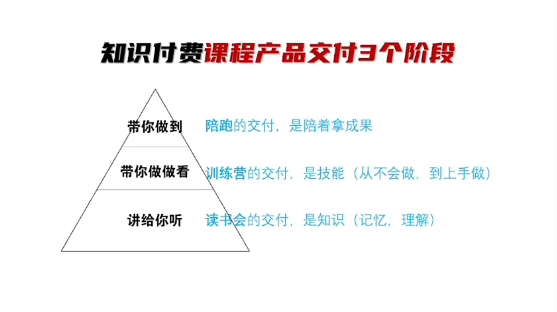 知识付费课程产品交付3个阶段
带你做到 陪跑的交付，是陪着拿成果
带你做做看 训练营的交付，是技能（从不会做，到上手做）
讲给你听 读书会的交付，是知识（记忆，理解）